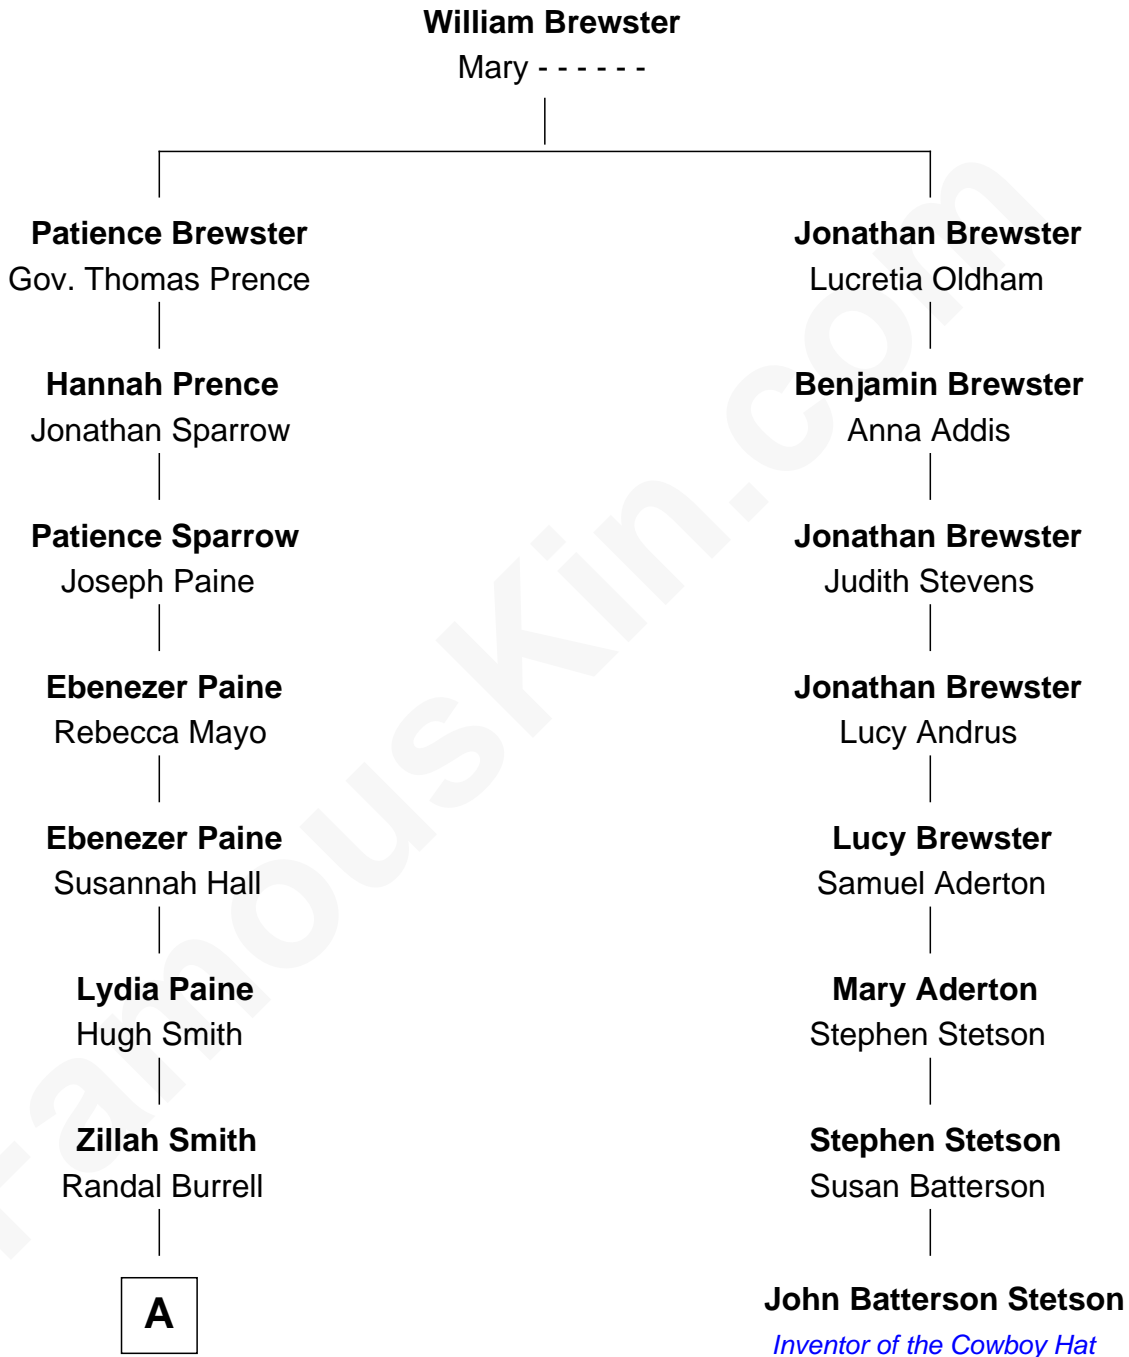 William Brewster
Mary - - - - - -
Patience Brewster
Gov. Thomas Prence
Jonathan Brewster
Lucretia Oldham
Hannah Prence
Jonathan Sparrow
Benjamin Brewster
Anna Addis
Patience Sparrow
Joseph Paine
Jonathan Brewster
Judith Stevens
Ebenezer Paine
Rebecca Mayo
Jonathan Brewster
Lucy Andrus
Ebenezer Paine
Susannah Hall
Lucy Brewster
Samuel Aderton
Lydia Paine
Hugh Smith
Mary Aderton
Stephen Stetson
Zillah Smith
Randal Burrell
Stephen Stetson
Susan Batterson
A
John Batterson Stetson
Inventor of the Cowboy Hat
FamousKin.com